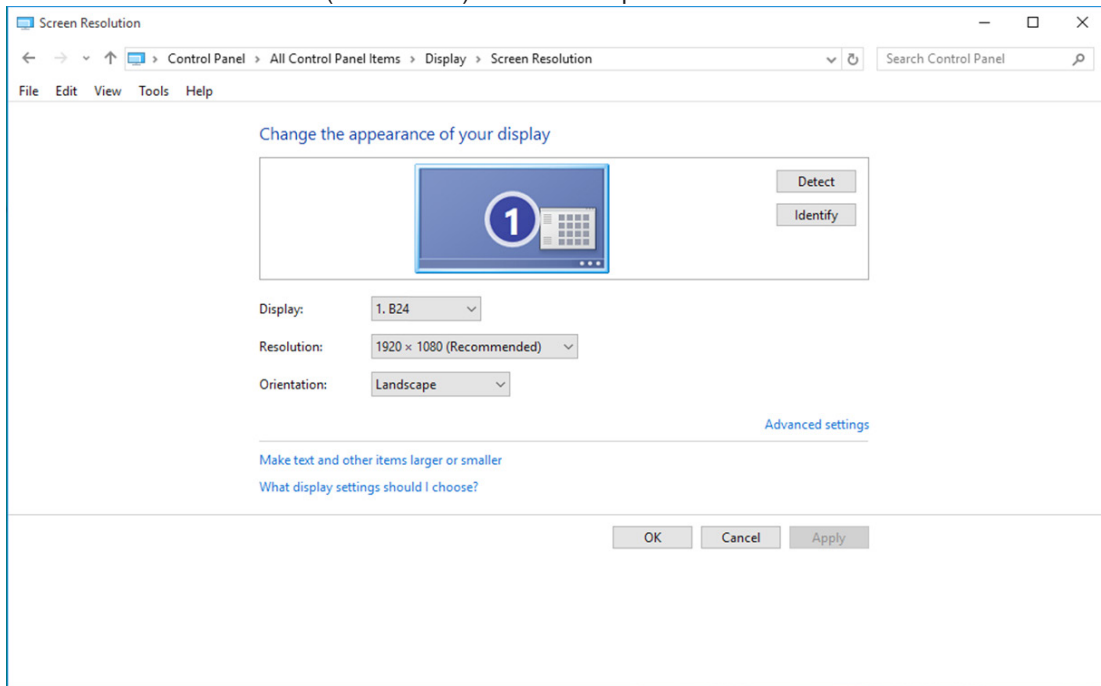 Screen Resolution
Control Panel > All Control Panel Items > Display > Screen Resolution
Search Control Panel
File Edit View Tools Help
Change the appearance of your display
1
Detect
Identify
Display: 1. B24
Resolution: 1920 × 1080 (Recommended)
Orientation: Landscape
Advanced settings
Make text and other items larger or smaller
What display settings should I choose?
OK Cancel Apply